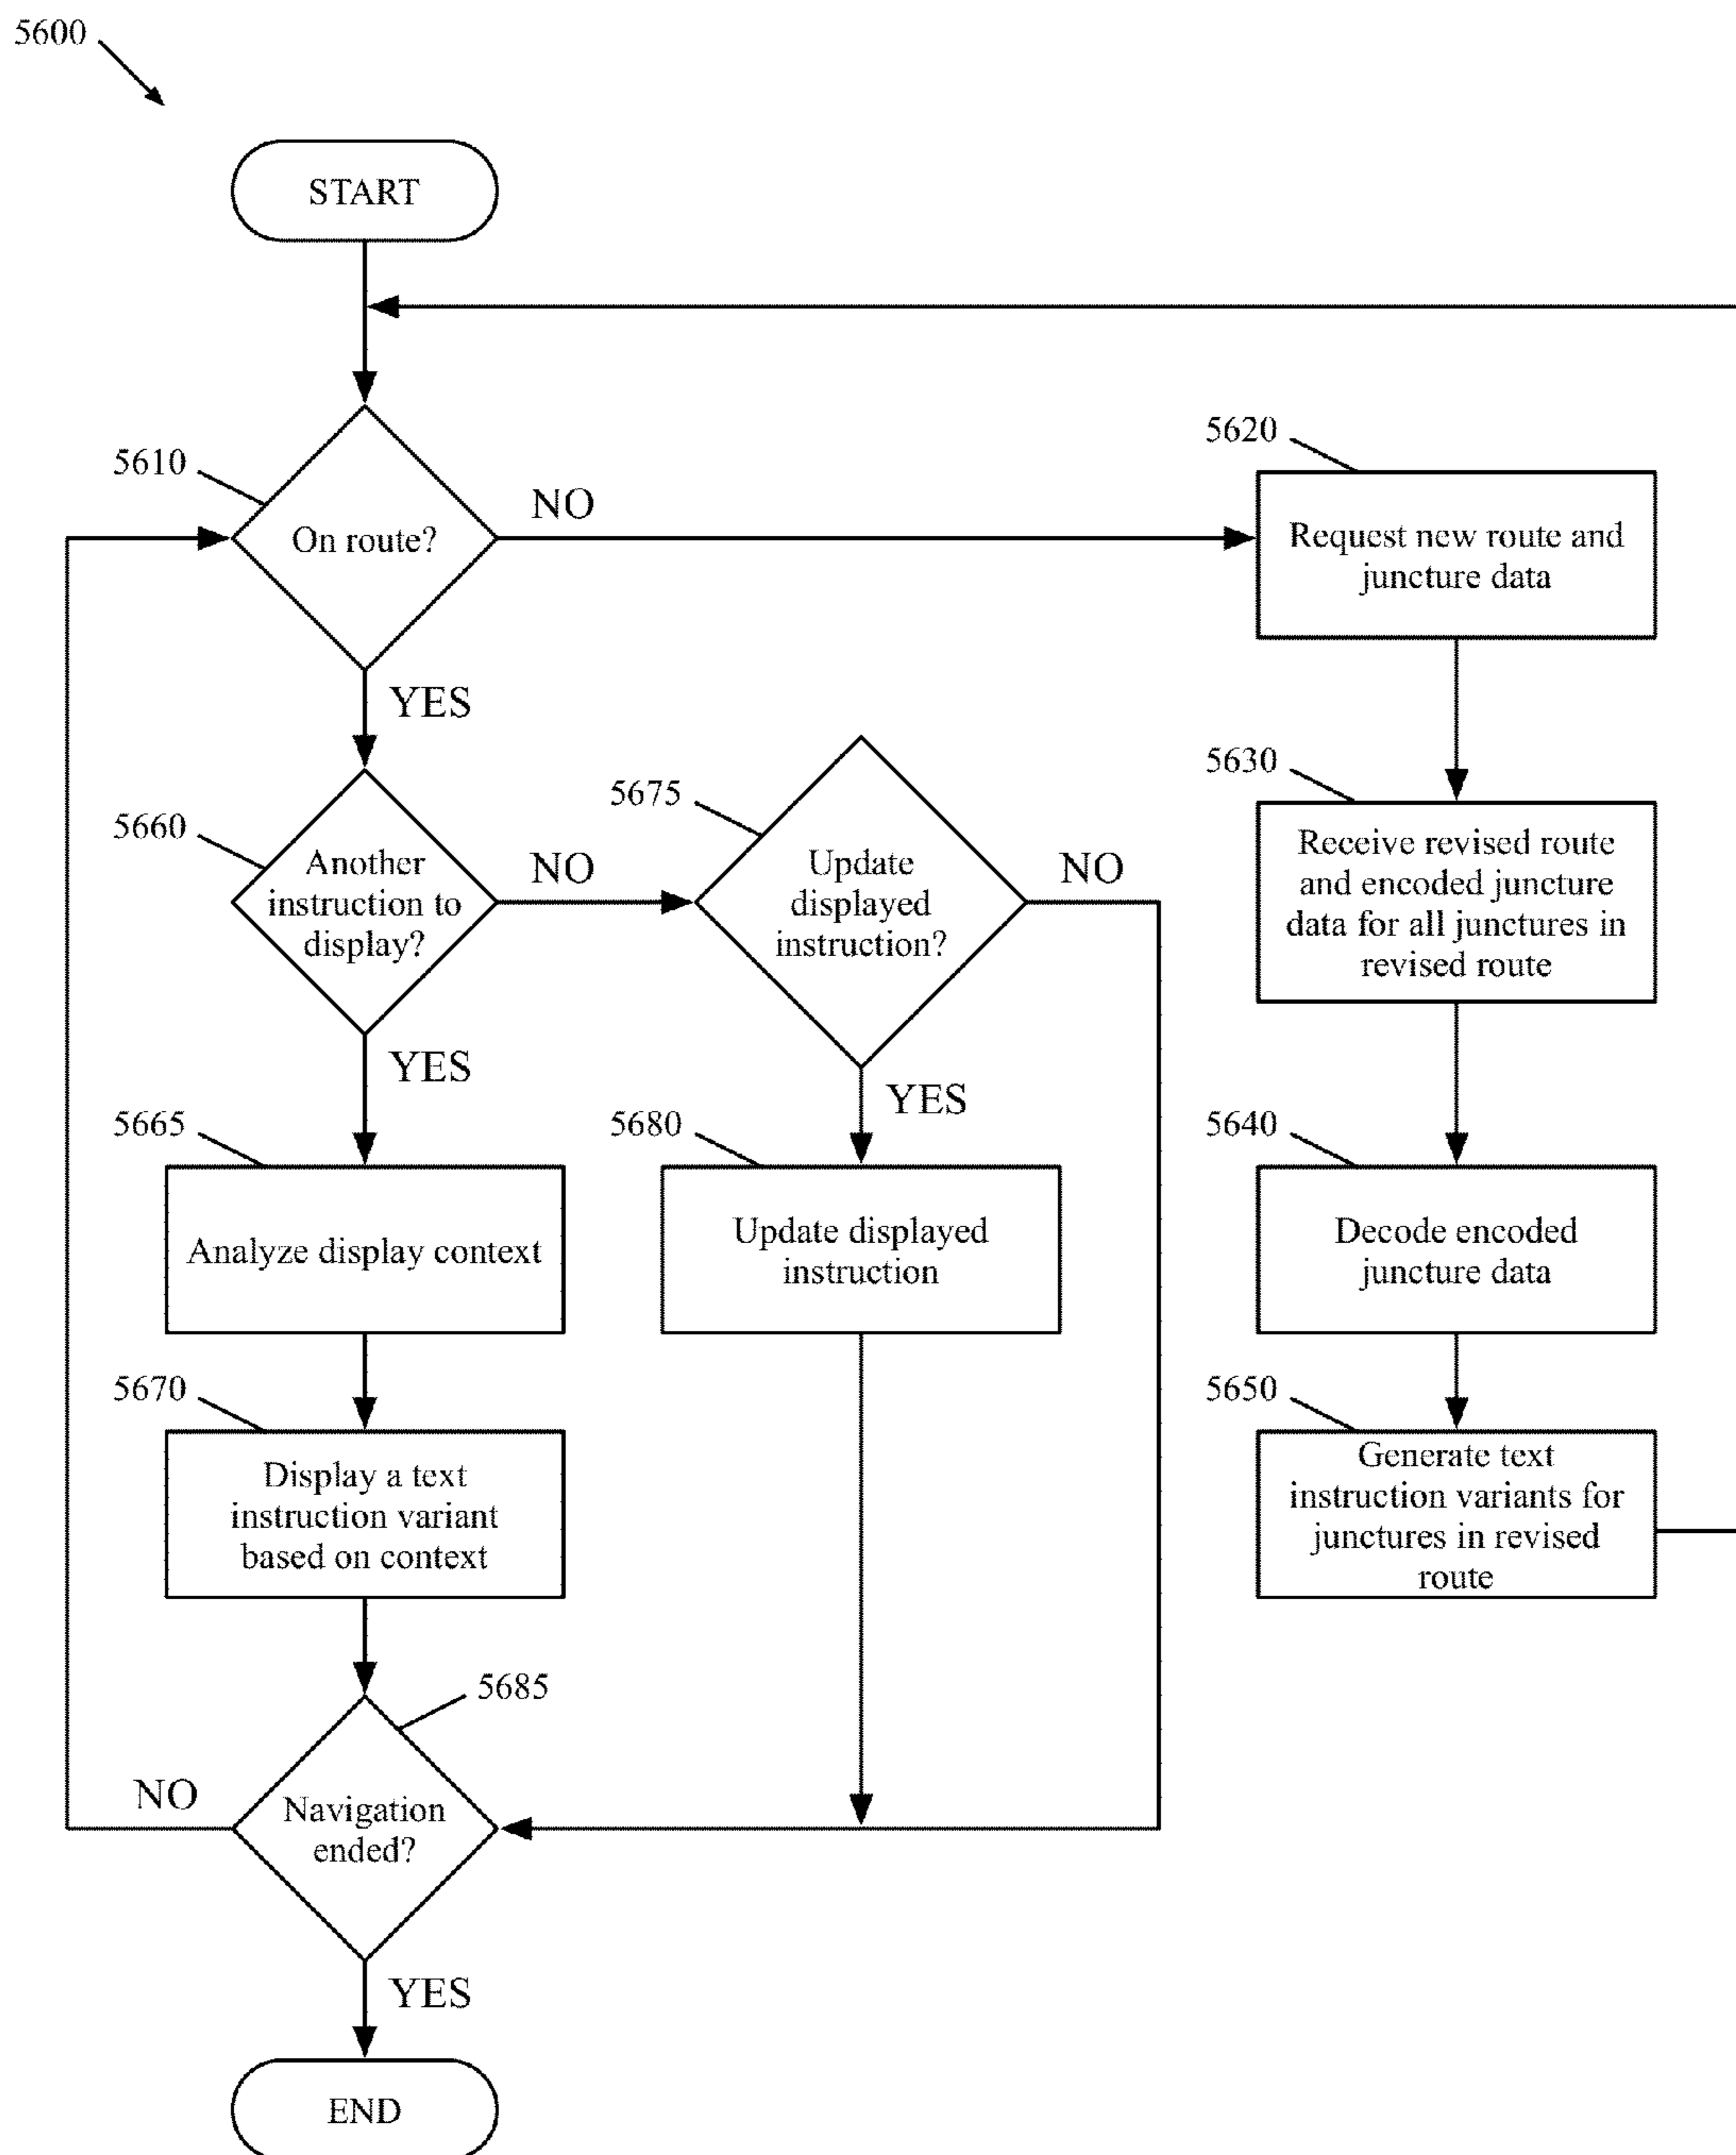 5600
START
5610
On route?
NO
YES
5620
Request new route and
juncture data
5630
Receive revised route
and encoded juncture
data for all junctures in
revised route
5640
Decode encoded
juncture data
5650
Generate text
instruction variants for
junctures in revised
route
5660
Another
instruction to
display?
NO
YES
5675
Update
displayed
instruction?
NO
YES
5665
Analyze display context
5680
Update displayed
instruction
5670
Display a text
instruction variant
based on context
5685
Navigation
ended?
NO
YES
END